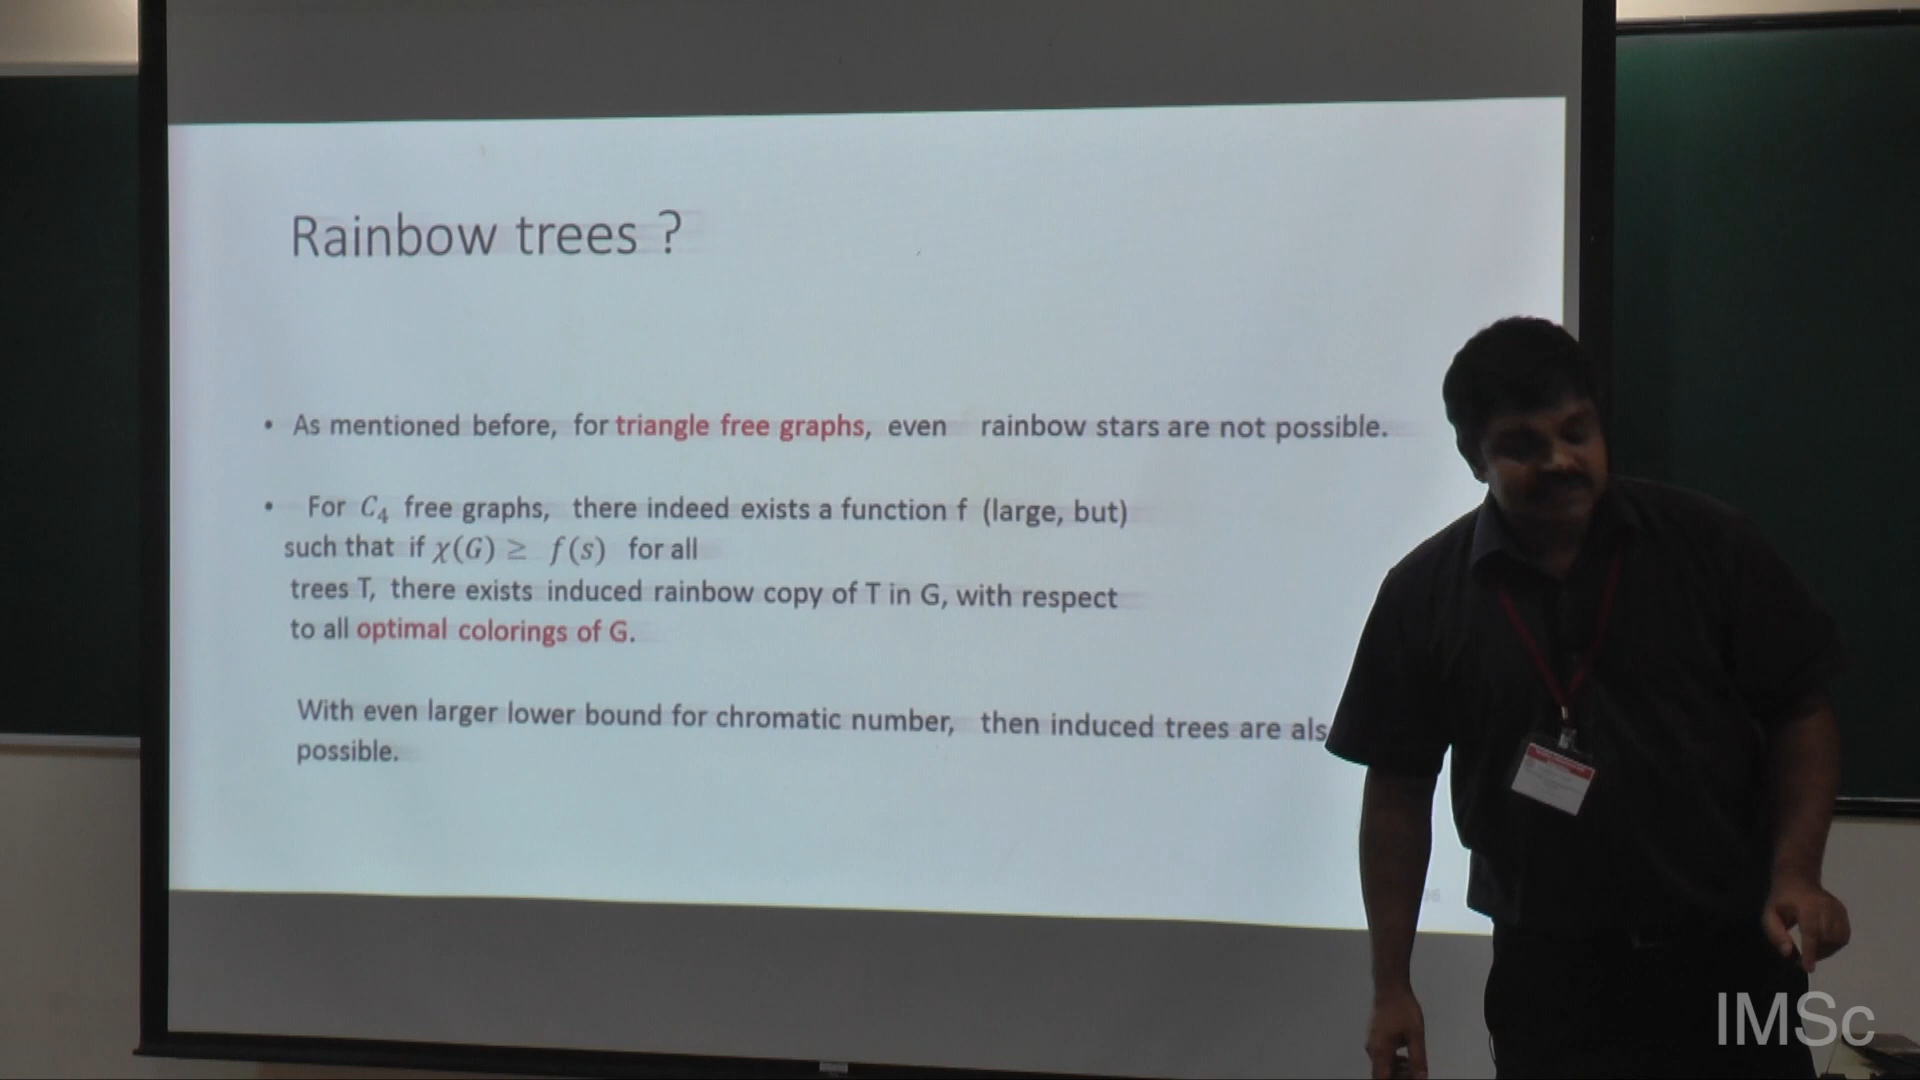 Rainbow trees ?
• As mentioned before, for triangle free graphs, even rainbow stars are not possible.
• For C₄ free graphs, there indeed exists a function f (large, but)
such that if χ(G) ≥ f(s) for all
trees T, there exists induced rainbow copy of T in G, with respect
to all optimal colorings of G.
With even larger lower bound for chromatic number, then induced trees are als
possible.
IMSc